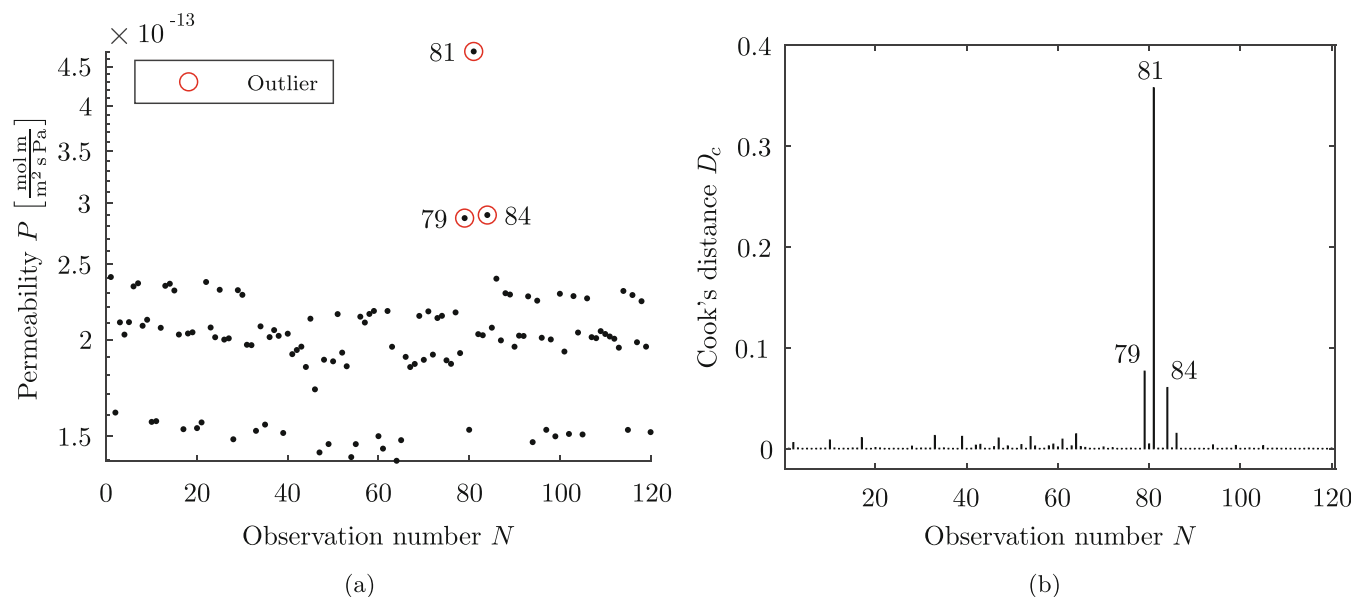 × 10 -13
4.5
4
3.5
3
2.5
2
1.5
Permeability P [mol m / m² s Pa]
Outlier
81
79
84
0 20 40 60 80 100 120
Observation number N
(a)
0.4
0.3
0.2
0.1
0
Cook's distance Dc
81
79
84
20 40 60 80 100 120
Observation number N
(b)